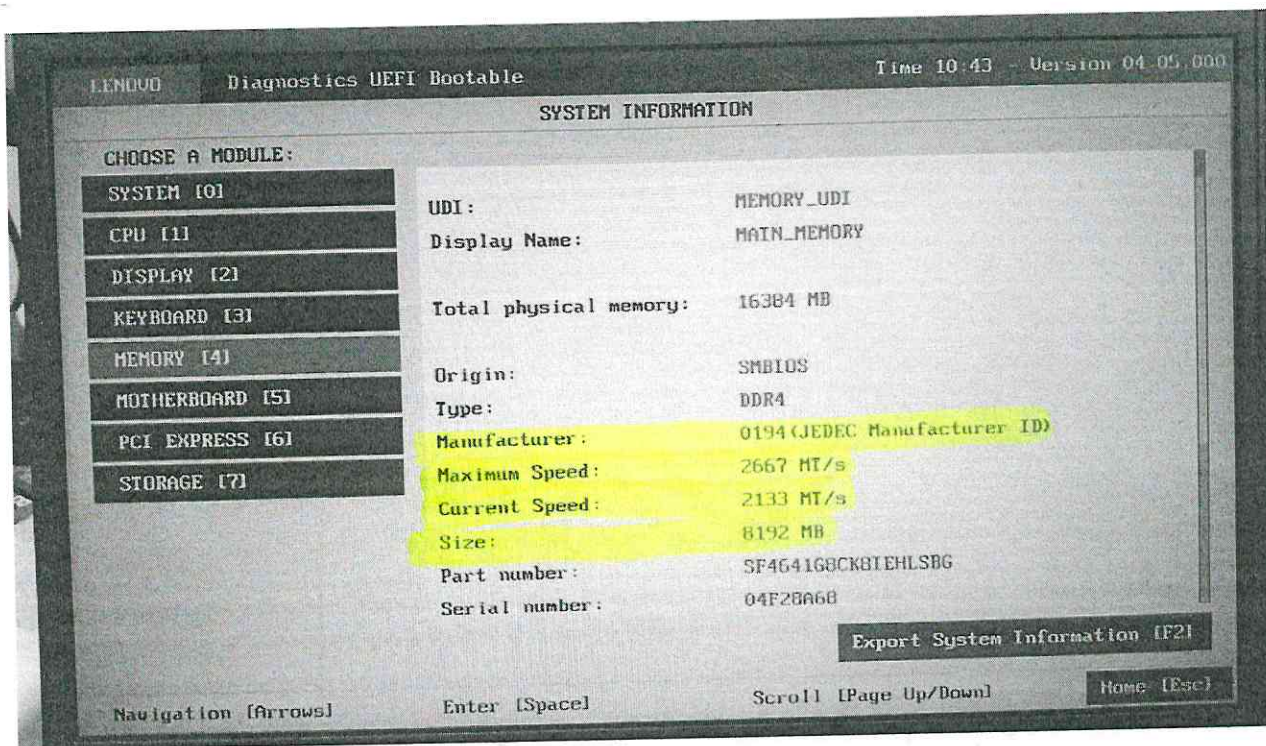 LENOVO Diagnostics UEFI Bootable Time 10:43 - Version 04.05.000
SYSTEM INFORMATION
CHOOSE A MODULE:
SYSTEM [0]
CPU [1]
DISPLAY [2]
KEYBOARD [3]
MEMORY [4]
MOTHERBOARD [5]
PCI EXPRESS [6]
STORAGE [7]
UDI: MEMORY_UDI
Display Name: MAIN_MEMORY
Total physical memory: 16384 MB
Origin: SMBIOS
Type: DDR4
Manufacturer: 0194(JEDEC Manufacturer ID)
Maximum Speed: 2667 MT/s
Current Speed: 2133 MT/s
Size: 8192 MB
Part number: SF4641G8CK8IEHLSBG
Serial number: 04F28A68
Export System Information [F2]
Navigation [Arrows] Enter [Space] Scroll [Page Up/Down] Home [Esc]